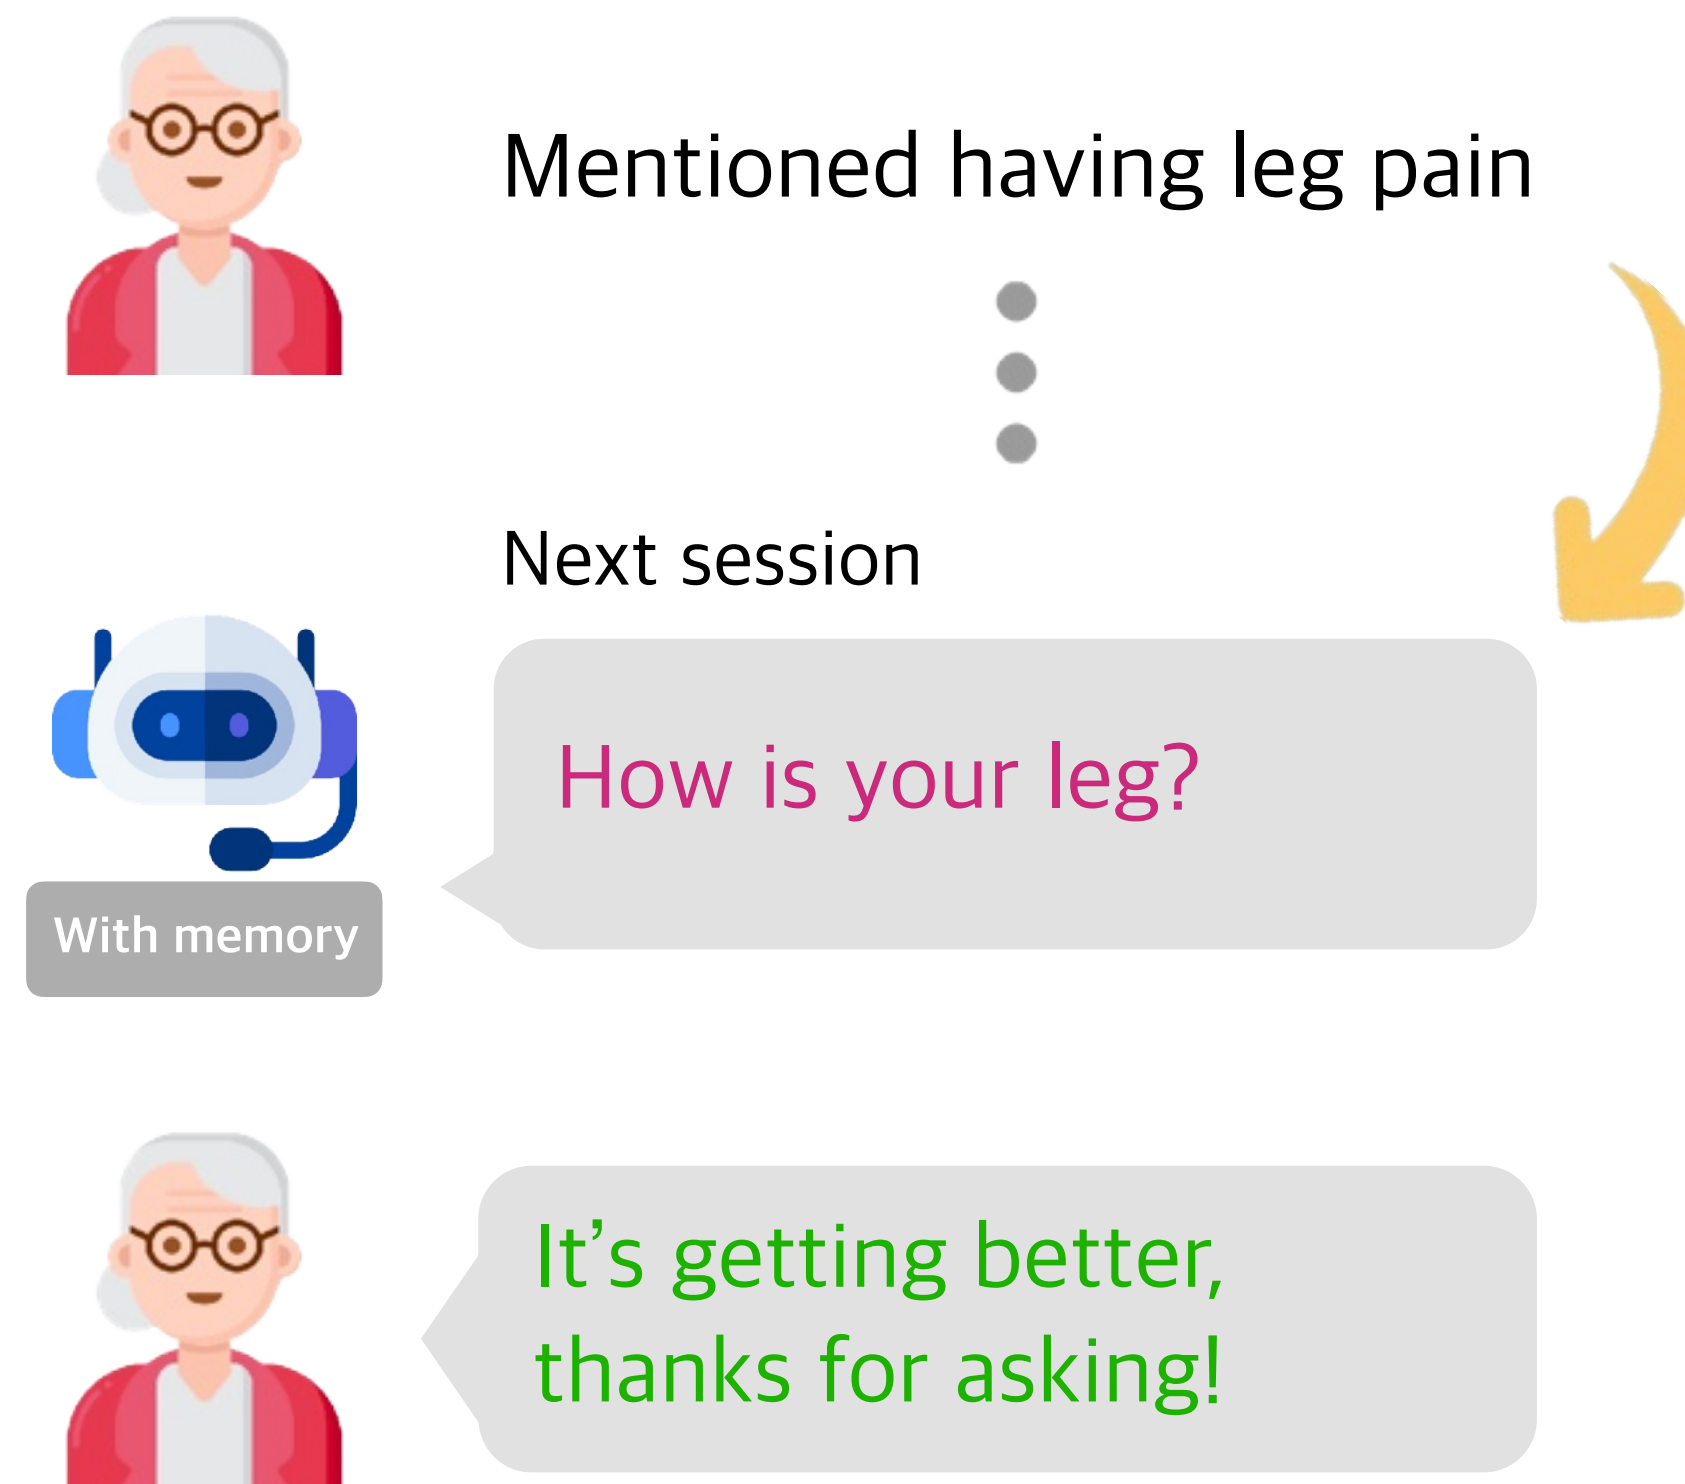 Mentioned having leg pain
Next session
How is your leg?
With memory
It’s getting better,
thanks for asking!